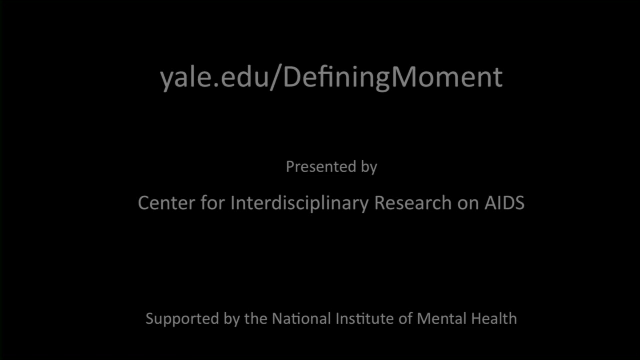 yale.edu/DefiningMoment
Presented by
Center for Interdisciplinary Research on AIDS
Supported by the National Institute of Mental Health